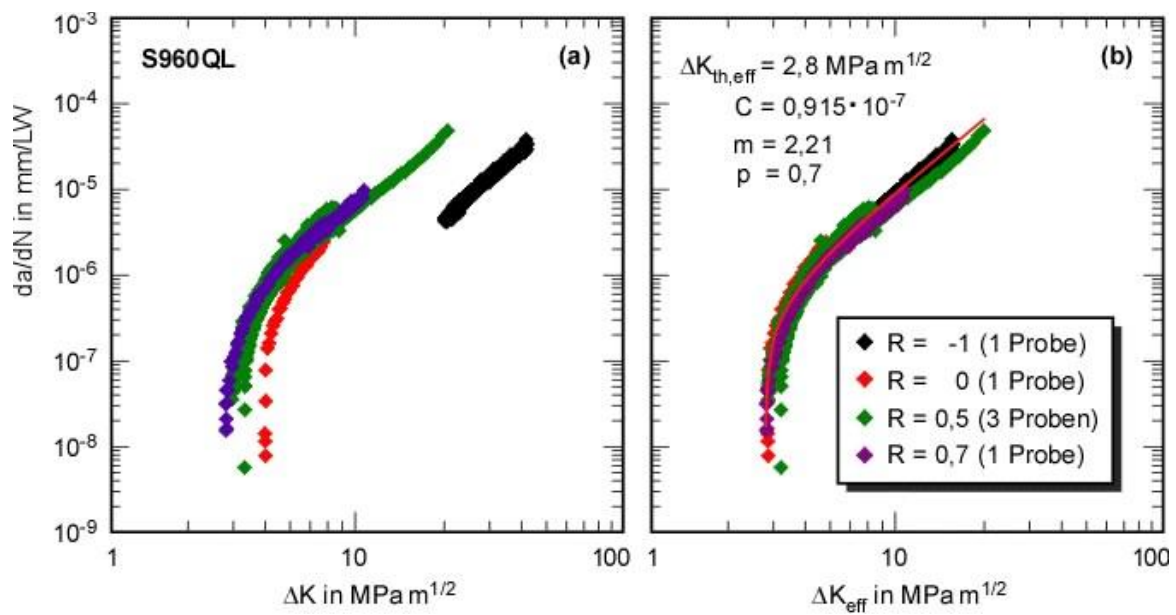 S960QL
(a)
da/dN in mm/LW
10⁻³
10⁻⁴
10⁻⁵
10⁻⁶
10⁻⁷
10⁻⁸
10⁻⁹
1
10
100
ΔK in MPa m^1/2
(b)
ΔK_th,eff = 2,8 MPa m^1/2
C = 0,915·10⁻⁷
m = 2,21
p = 0,7
R = -1 (1 Probe)
R = 0 (1 Probe)
R = 0,5 (3 Proben)
R = 0,7 (1 Probe)
1
10
100
ΔK_eff in MPa m^1/2